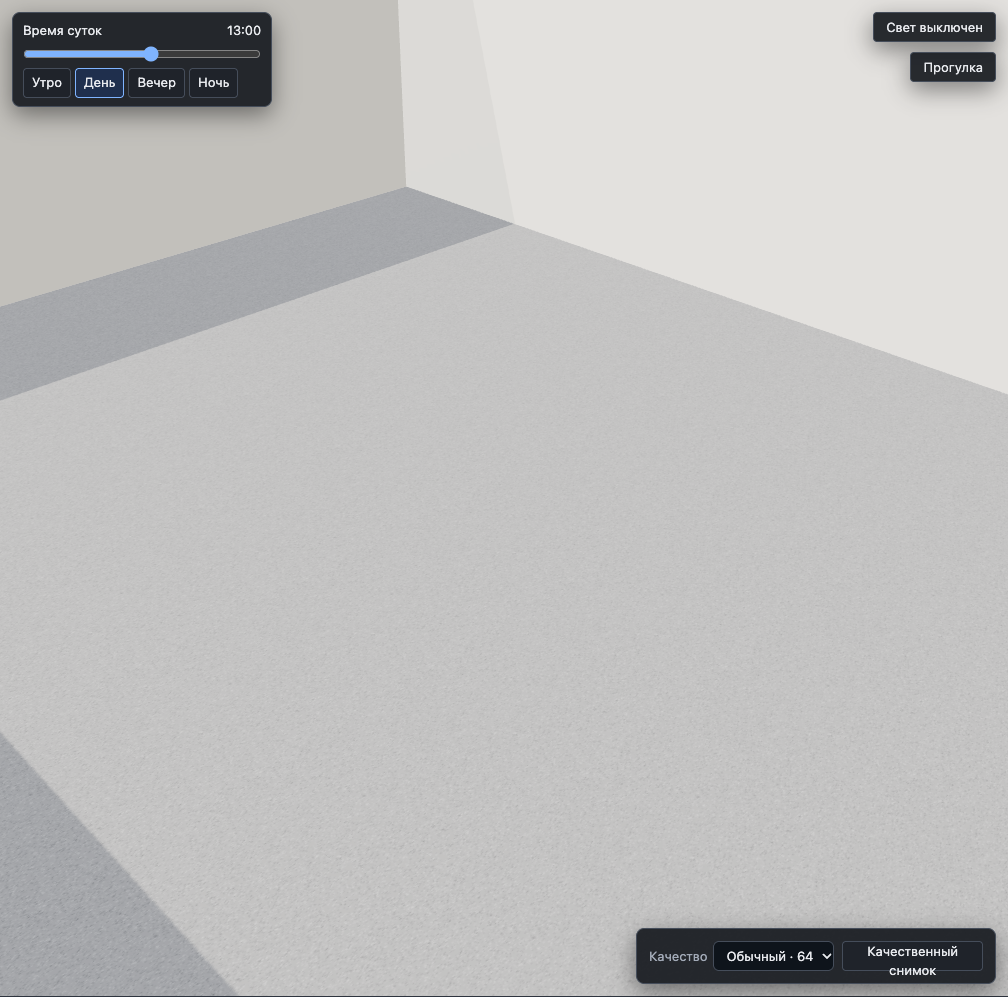 Время суток 13:00
Утро День Вечер Ночь
Свет выключен
Прогулка
Качество Обычный · 64 Качественный
снимок